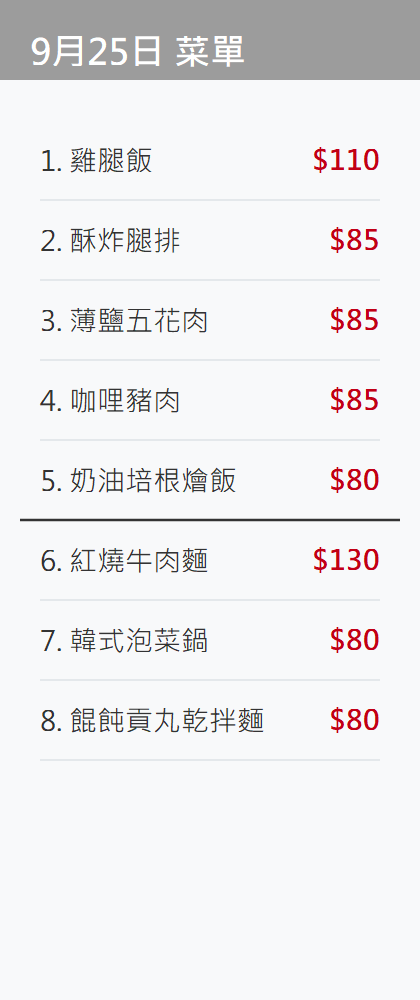 9月25日 菜單
1. 雞腿飯 $110
2. 酥炸腿排 $85
3. 薄鹽五花肉 $85
4. 咖哩豬肉 $85
5. 奶油培根燴飯 $80
6. 紅燒牛肉麵 $130
7. 韓式泡菜鍋 $80
8. 餛飩貢丸乾拌麵 $80